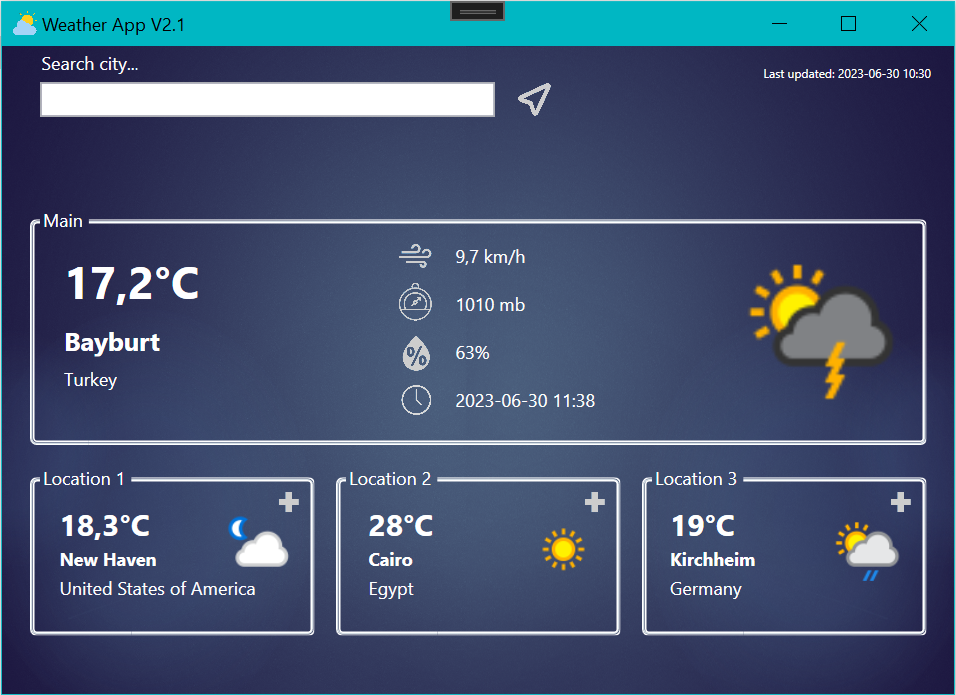 Weather App V2.1
Search city...
Last updated: 2023-06-30 10:30
Main
17,2°C
Bayburt
Turkey
9,7 km/h
1010 mb
%
63%
2023-06-30 11:38
Location 1
18,3°C
New Haven
United States of America
Location 2
28°C
Cairo
Egypt
Location 3
19°C
Kirchheim
Germany